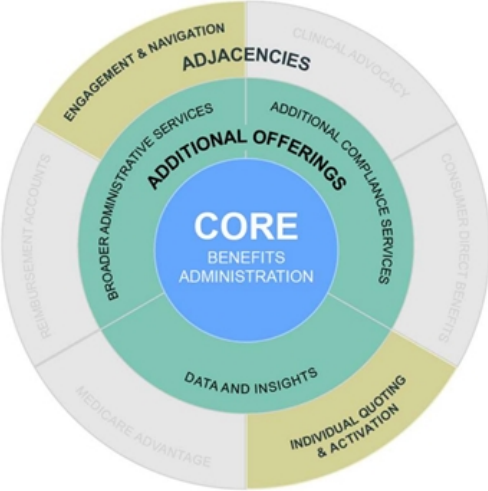 ENGAGEMENT & NAVIGATION
ADJACENCIES
CLINICAL ADVOCACY
BROADER ADMINISTRATIVE SERVICES
ADDITIONAL OFFERINGS
ADDITIONAL COMPLIANCE SERVICES
REIMBURSEMENT ACCOUNTS
CORE
BENEFITS
ADMINISTRATION
CONSUMER DIRECT BENEFITS
DATA AND INSIGHTS
MEDICARE ADVANTAGE
INDIVIDUAL QUOTING
& ACTIVATION